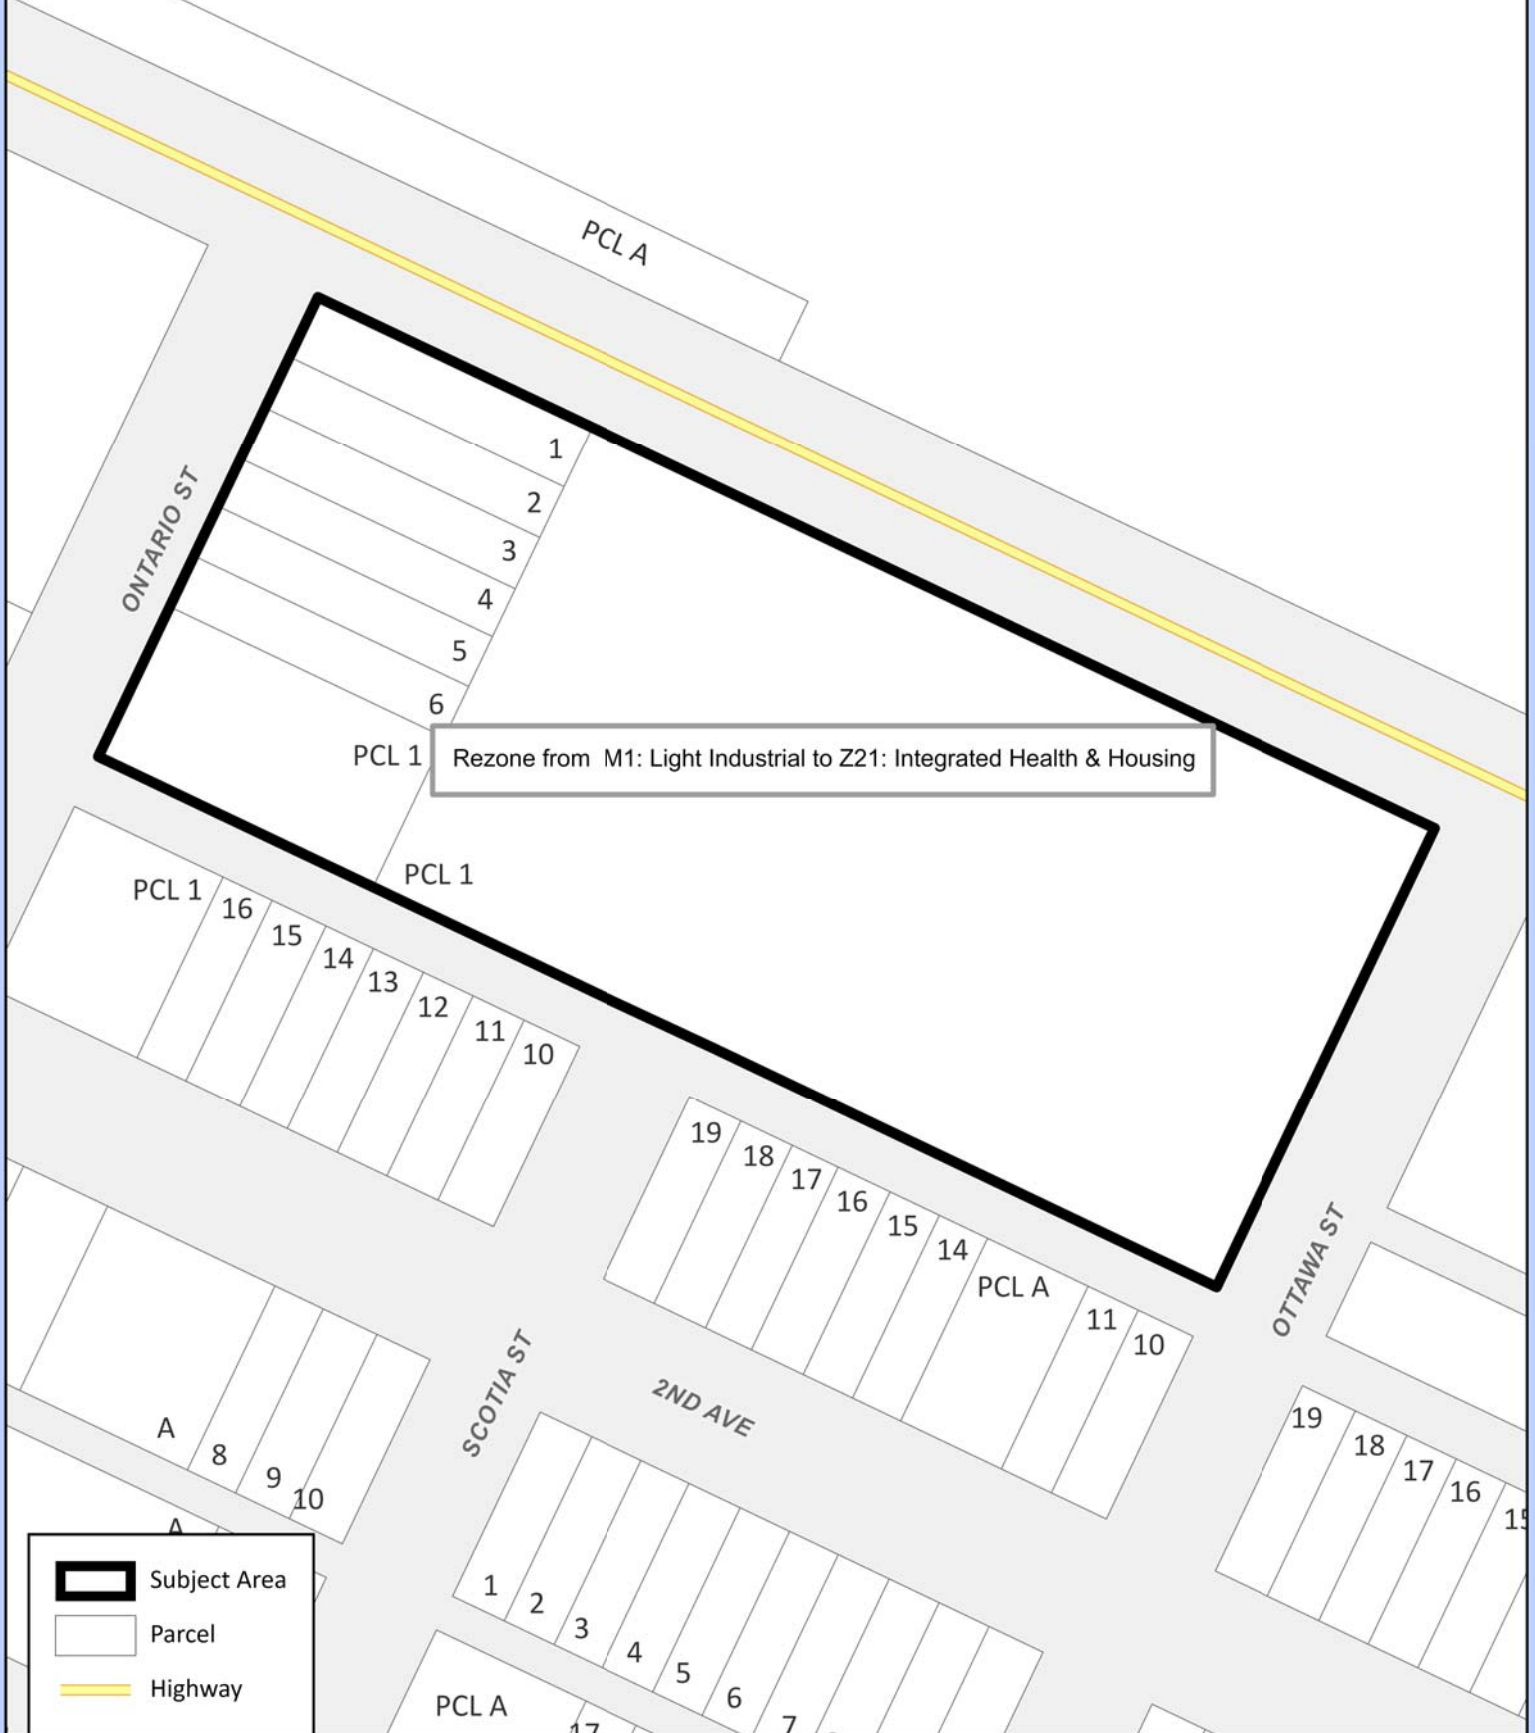 PCL A
ONTARIO ST
1
2
3
4
5
6
PCL 1
Rezone from M1: Light Industrial to Z21: Integrated Health & Housing
PCL 1
PCL 1
16
15
14
13
12
11
10
19
18
17
16
15
14
PCL A
11
10
OTTAWA ST
SCOTIA ST
2ND AVE
19
18
17
16
15
A
8
9
10
A
1
2
3
4
5
6
7
PCL A
17
Subject Area
Parcel
Highway